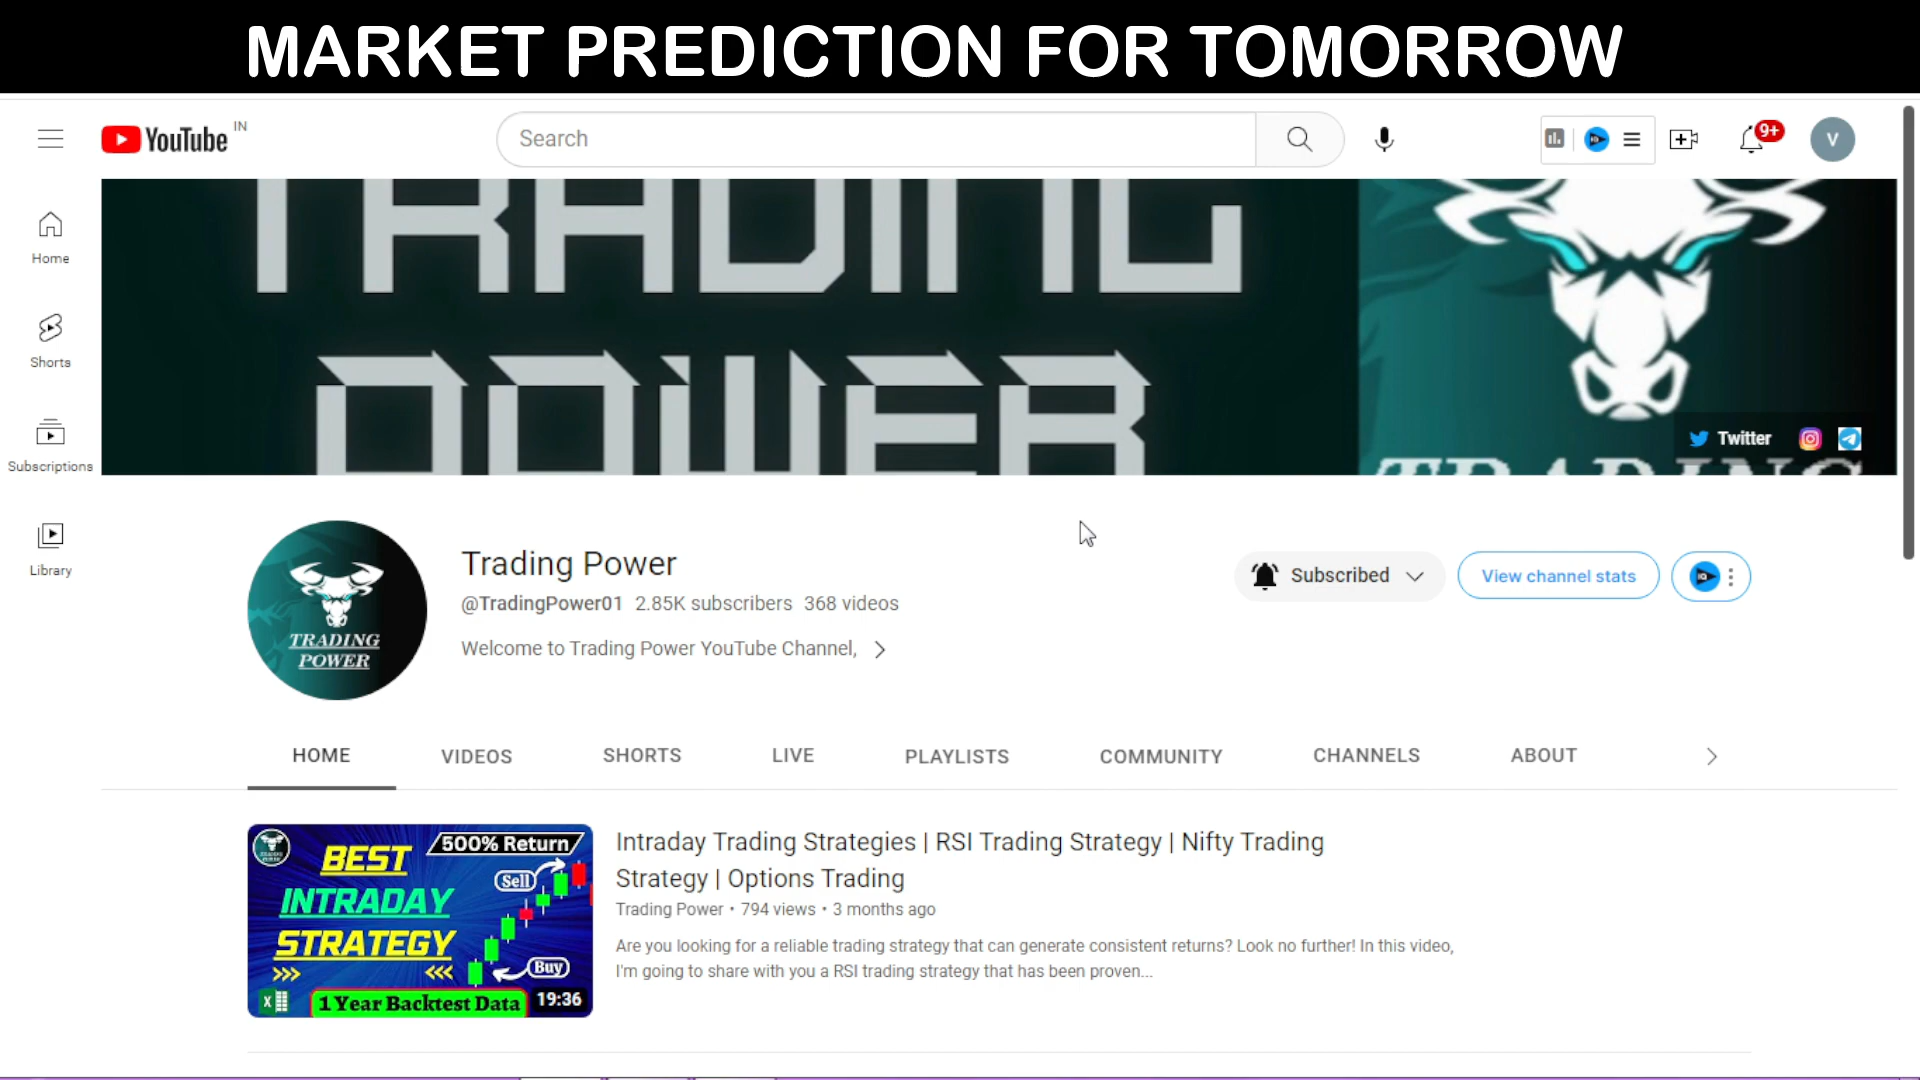 MARKET PREDICTION FOR TOMORROW
YouTube IN
Search
9+
V
Home
Shorts
Subscriptions
Library
TRADING
POWER
Twitter
TRADING
TRADING
POWER
Trading Power
@TradingPower01 2.85K subscribers 368 videos
Welcome to Trading Power YouTube Channel,
Subscribed
View channel stats
HOME VIDEOS SHORTS LIVE PLAYLISTS COMMUNITY CHANNELS ABOUT
500% Return
BEST
INTRADAY
STRATEGY
Sell
Buy
1 Year Backtest Data
19:36
Intraday Trading Strategies | RSI Trading Strategy | Nifty Trading
Strategy | Options Trading
Trading Power • 794 views • 3 months ago
Are you looking for a reliable trading strategy that can generate consistent returns? Look no further! In this video,
I'm going to share with you a RSI trading strategy that has been proven...